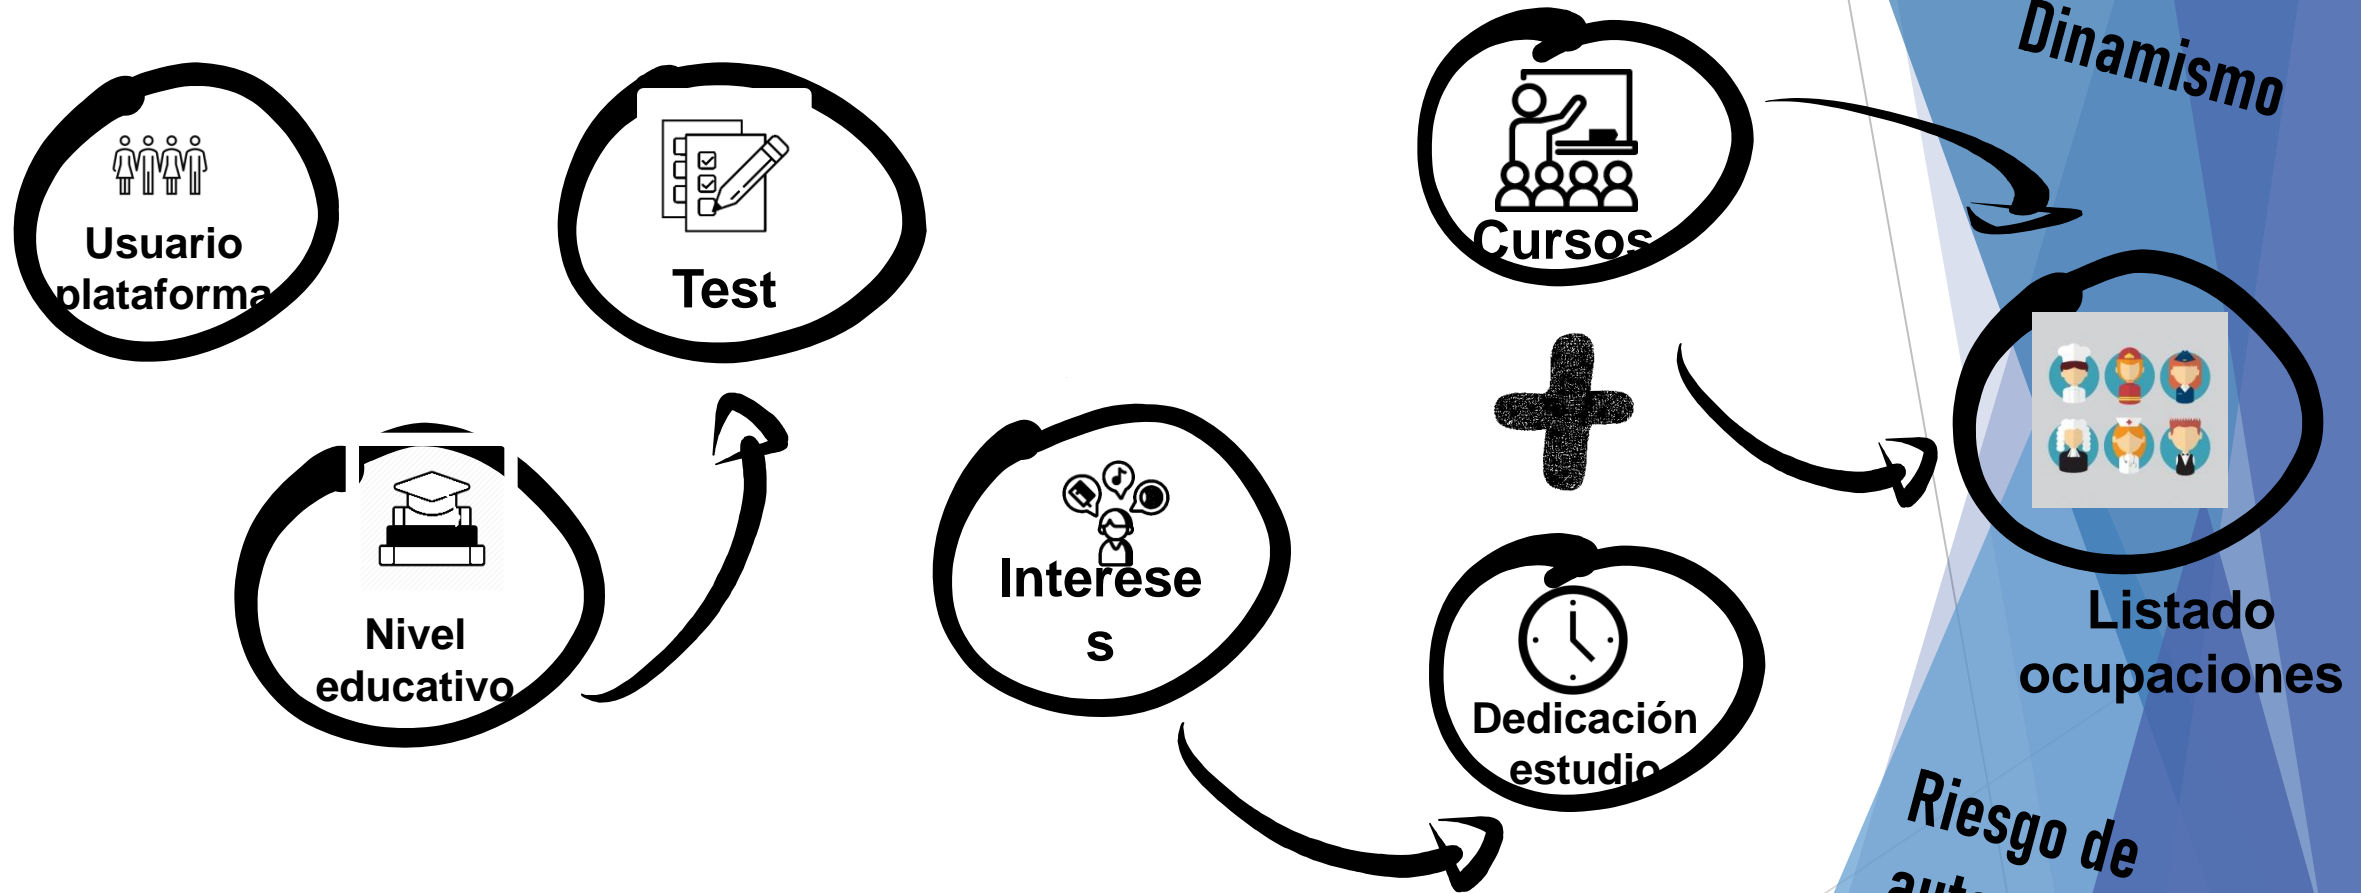 Usuario
plataforma
Test
Nivel
educativo
Interese
s
Cursos
Dedicación
estudio
Dinamismo
Listado
ocupaciones
Riesgo de